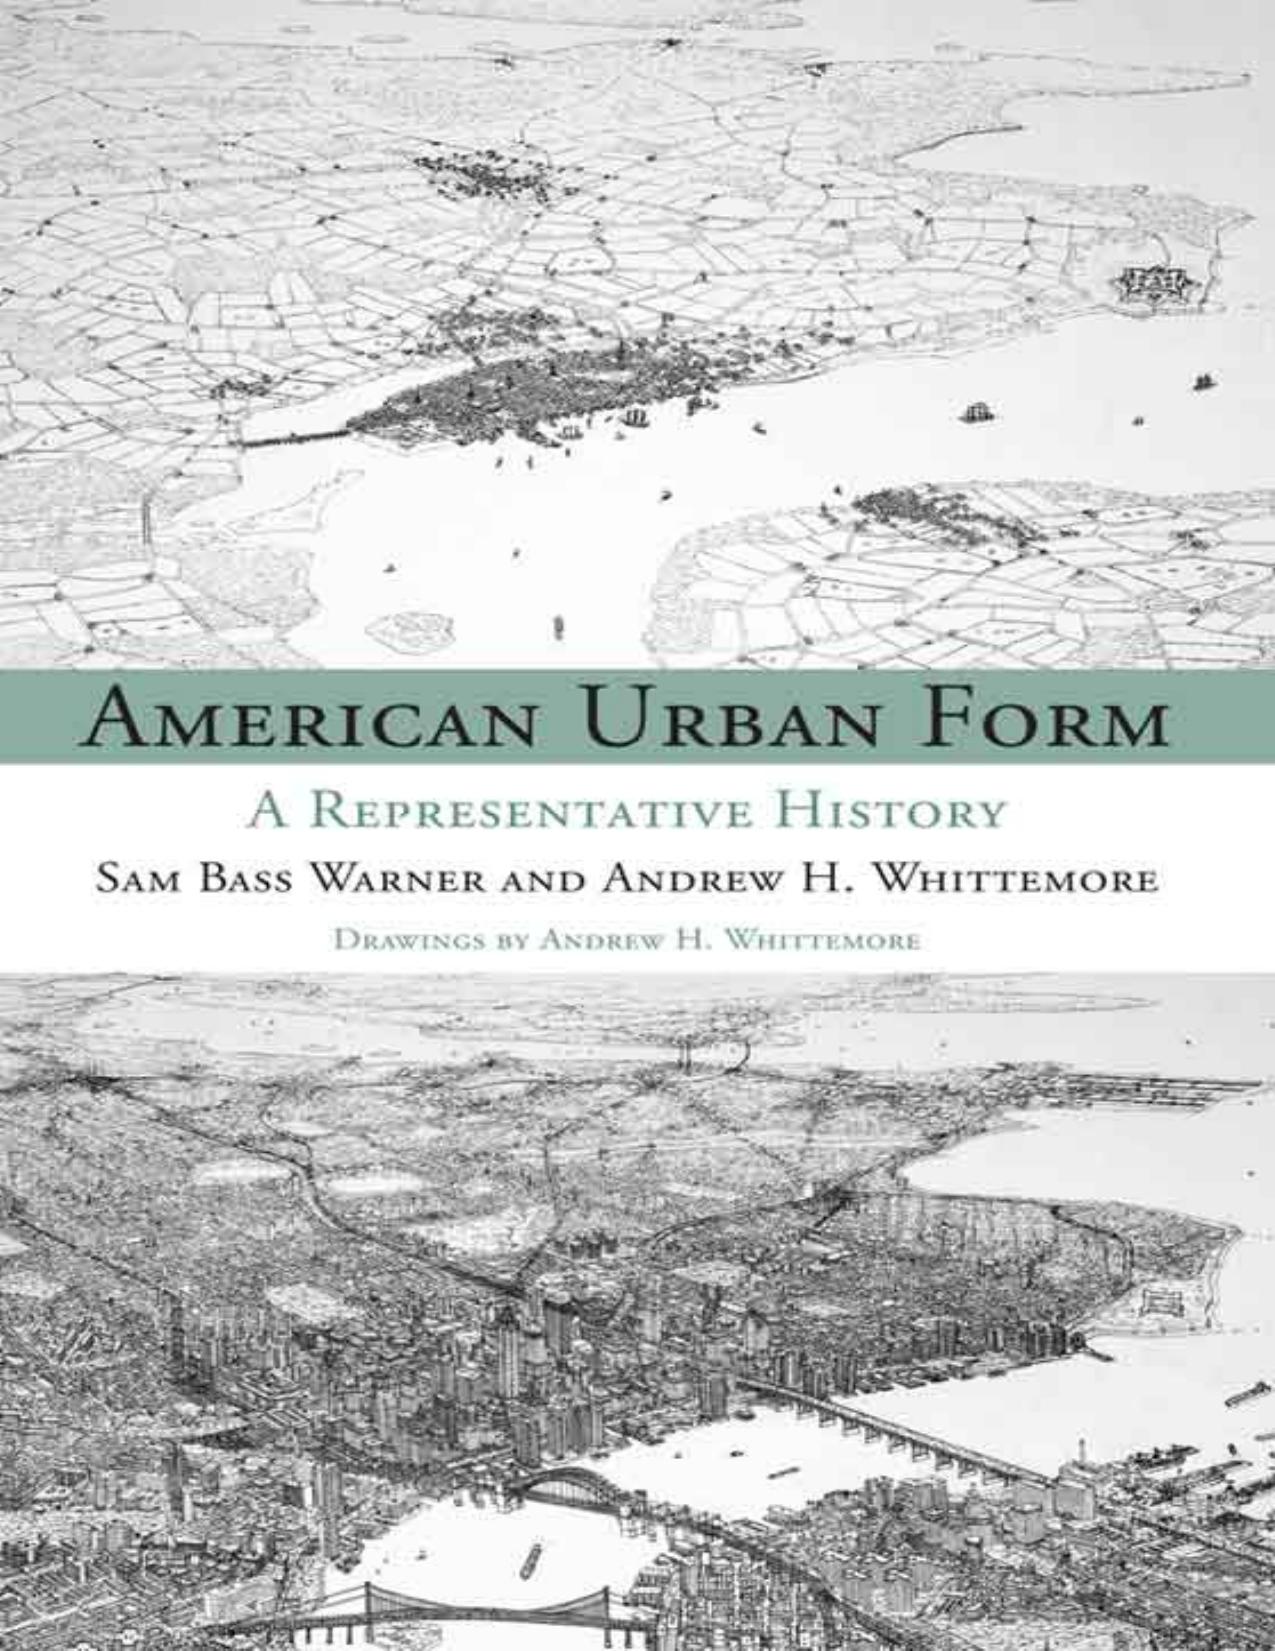 American Urban Form
A Representative History
Sam Bass Warner and Andrew H. Whittemore
Drawings by Andrew H. Whittemore